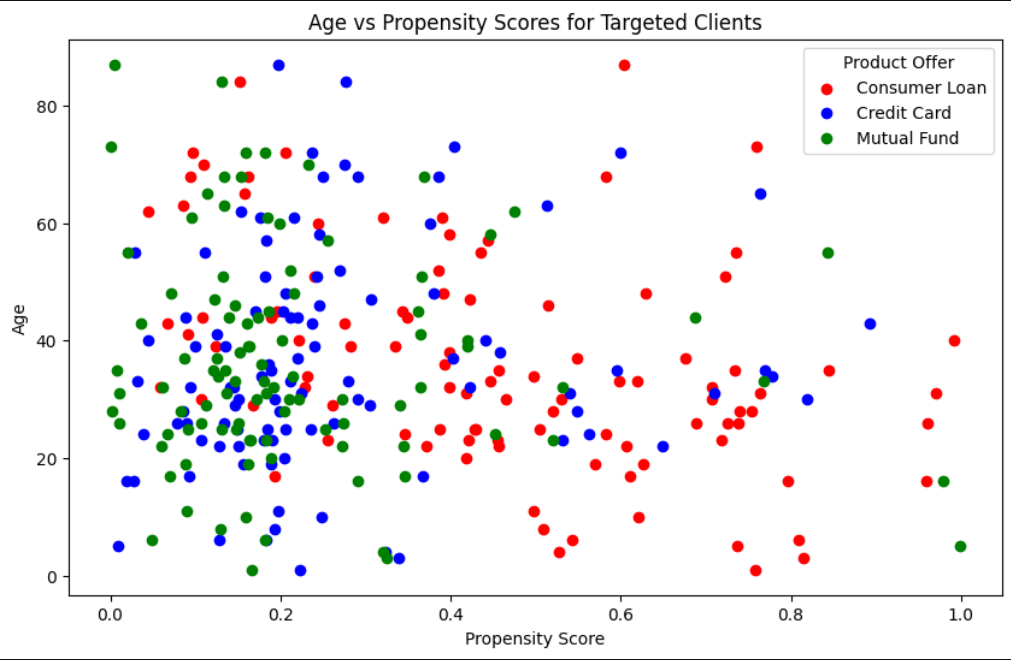 Age vs Propensity Scores for Targeted Clients
Product Offer
Consumer Loan
Credit Card
Mutual Fund
80
60
40
20
0
Age
0.0 0.2 0.4 0.6 0.8 1.0
Propensity Score